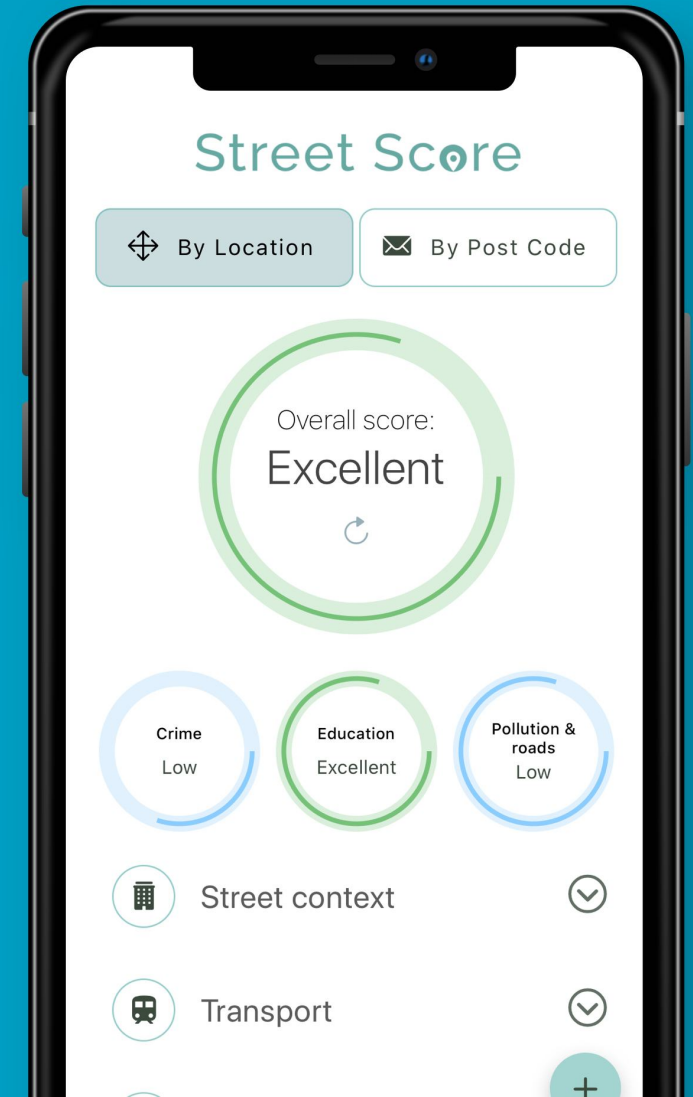 Street Score
By Location
By Post Code
Overall score:
Excellent
Crime
Low
Education
Excellent
Pollution &
roads
Low
Street context
Transport